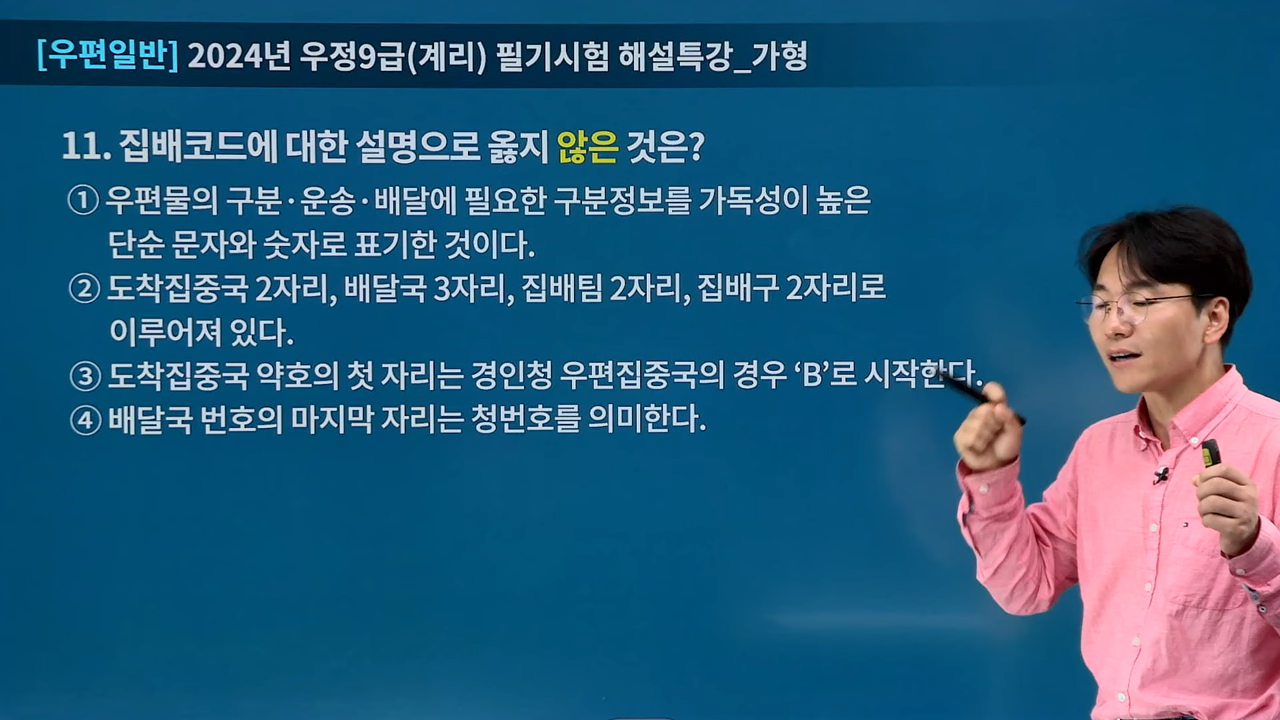 [우편일반] 2024년 우정9급(계리) 필기시험 해설특강_가형
11. 집배코드에 대한 설명으로 옳지 않은 것은?
① 우편물의 구분·운송·배달에 필요한 구분정보를 가독성이 높은
단순 문자와 숫자로 표기한 것이다.
② 도착집중국 2자리, 배달국 3자리, 집배팀 2자리, 집배구 2자리로
이루어져 있다.
③ 도착집중국 약호의 첫 자리는 경인청 우편집중국의 경우 ‘B’로 시작한다.
④ 배달국 번호의 마지막 자리는 청번호를 의미한다.